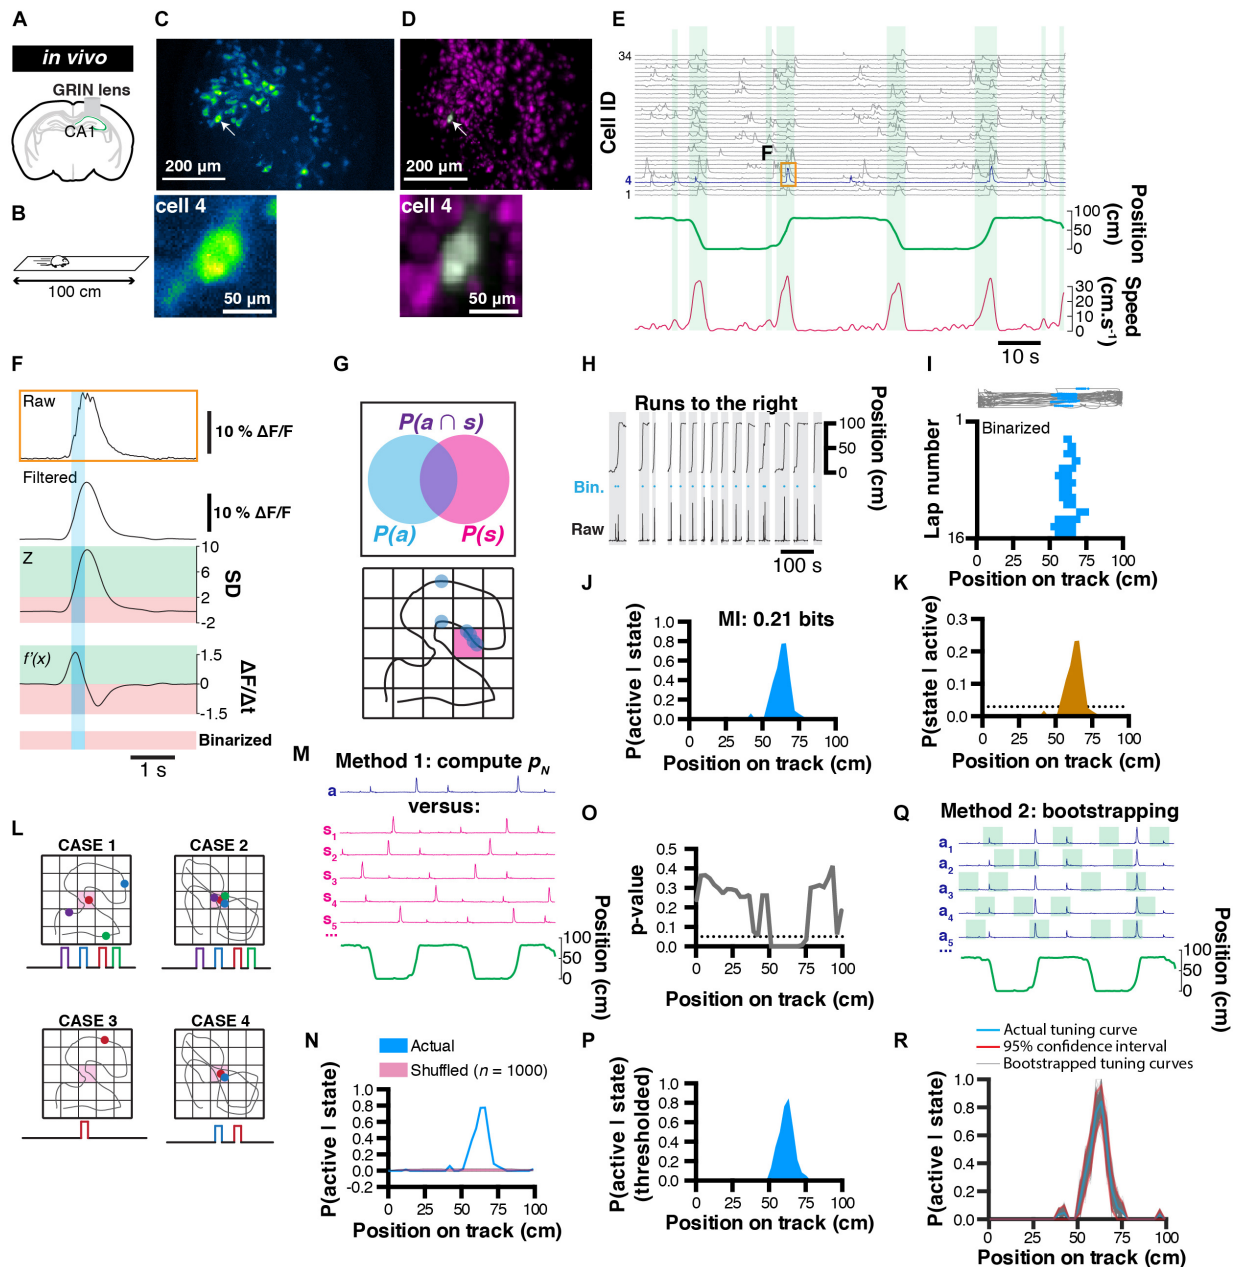 A
in vivo
GRIN lens
CA1
B
100 cm
C
200 µm
cell 4
50 µm
D
200 µm
cell 4
50 µm
E
Cell ID
34
4
1
F
Position
(cm)
100
50
0
Speed
(cm.s⁻¹)
30
20
10
0
10 s
F
Raw
10 % ΔF/F
Filtered
10 % ΔF/F
Z
10
6
2
-2
SD
f'(x)
1.5
0
-1.5
ΔF/Δt
Binarized
1 s
G
P(a ∩ s)
P(a)
P(s)
H
Runs to the right
Position (cm)
100
50
0
Bin.
Raw
100 s
I
Binarized
Lap number
1
16
0 25 50 75 100
Position on track (cm)
J
MI: 0.21 bits
P(active | state)
1.0
0.8
0.6
0.4
0.2
0.0
0 25 50 75 100
Position on track (cm)
K
P(state | active)
0.3
0.2
0.1
0.0
0 25 50 75 100
Position on track (cm)
L
CASE 1
CASE 2
CASE 3
CASE 4
M
Method 1: compute pN
a
versus:
s1
s2
s3
s4
s5
...
Position
(cm)
100
50
0
N
Actual
Shuffled (n = 1000)
P(active | state)
1.0
0.8
0.6
0.4
0.2
0.0
-0.2
0 25 50 75 100
Position on track (cm)
O
p-value
0.5
0.4
0.3
0.2
0.1
0.0
0 25 50 75 100
Position on track (cm)
P
P(active | state)
(thresholded)
1.0
0.8
0.6
0.4
0.2
0.0
0 25 50 75 100
Position on track (cm)
Q
Method 2: bootstrapping
a1
a2
a3
a4
a5
...
Position
(cm)
100
50
0
R
Actual tuning curve
95% confidence interval
Bootstrapped tuning curves
P(active | state)
1.0
0.8
0.6
0.4
0.2
0.0
0 25 50 75 100
Position on track (cm)